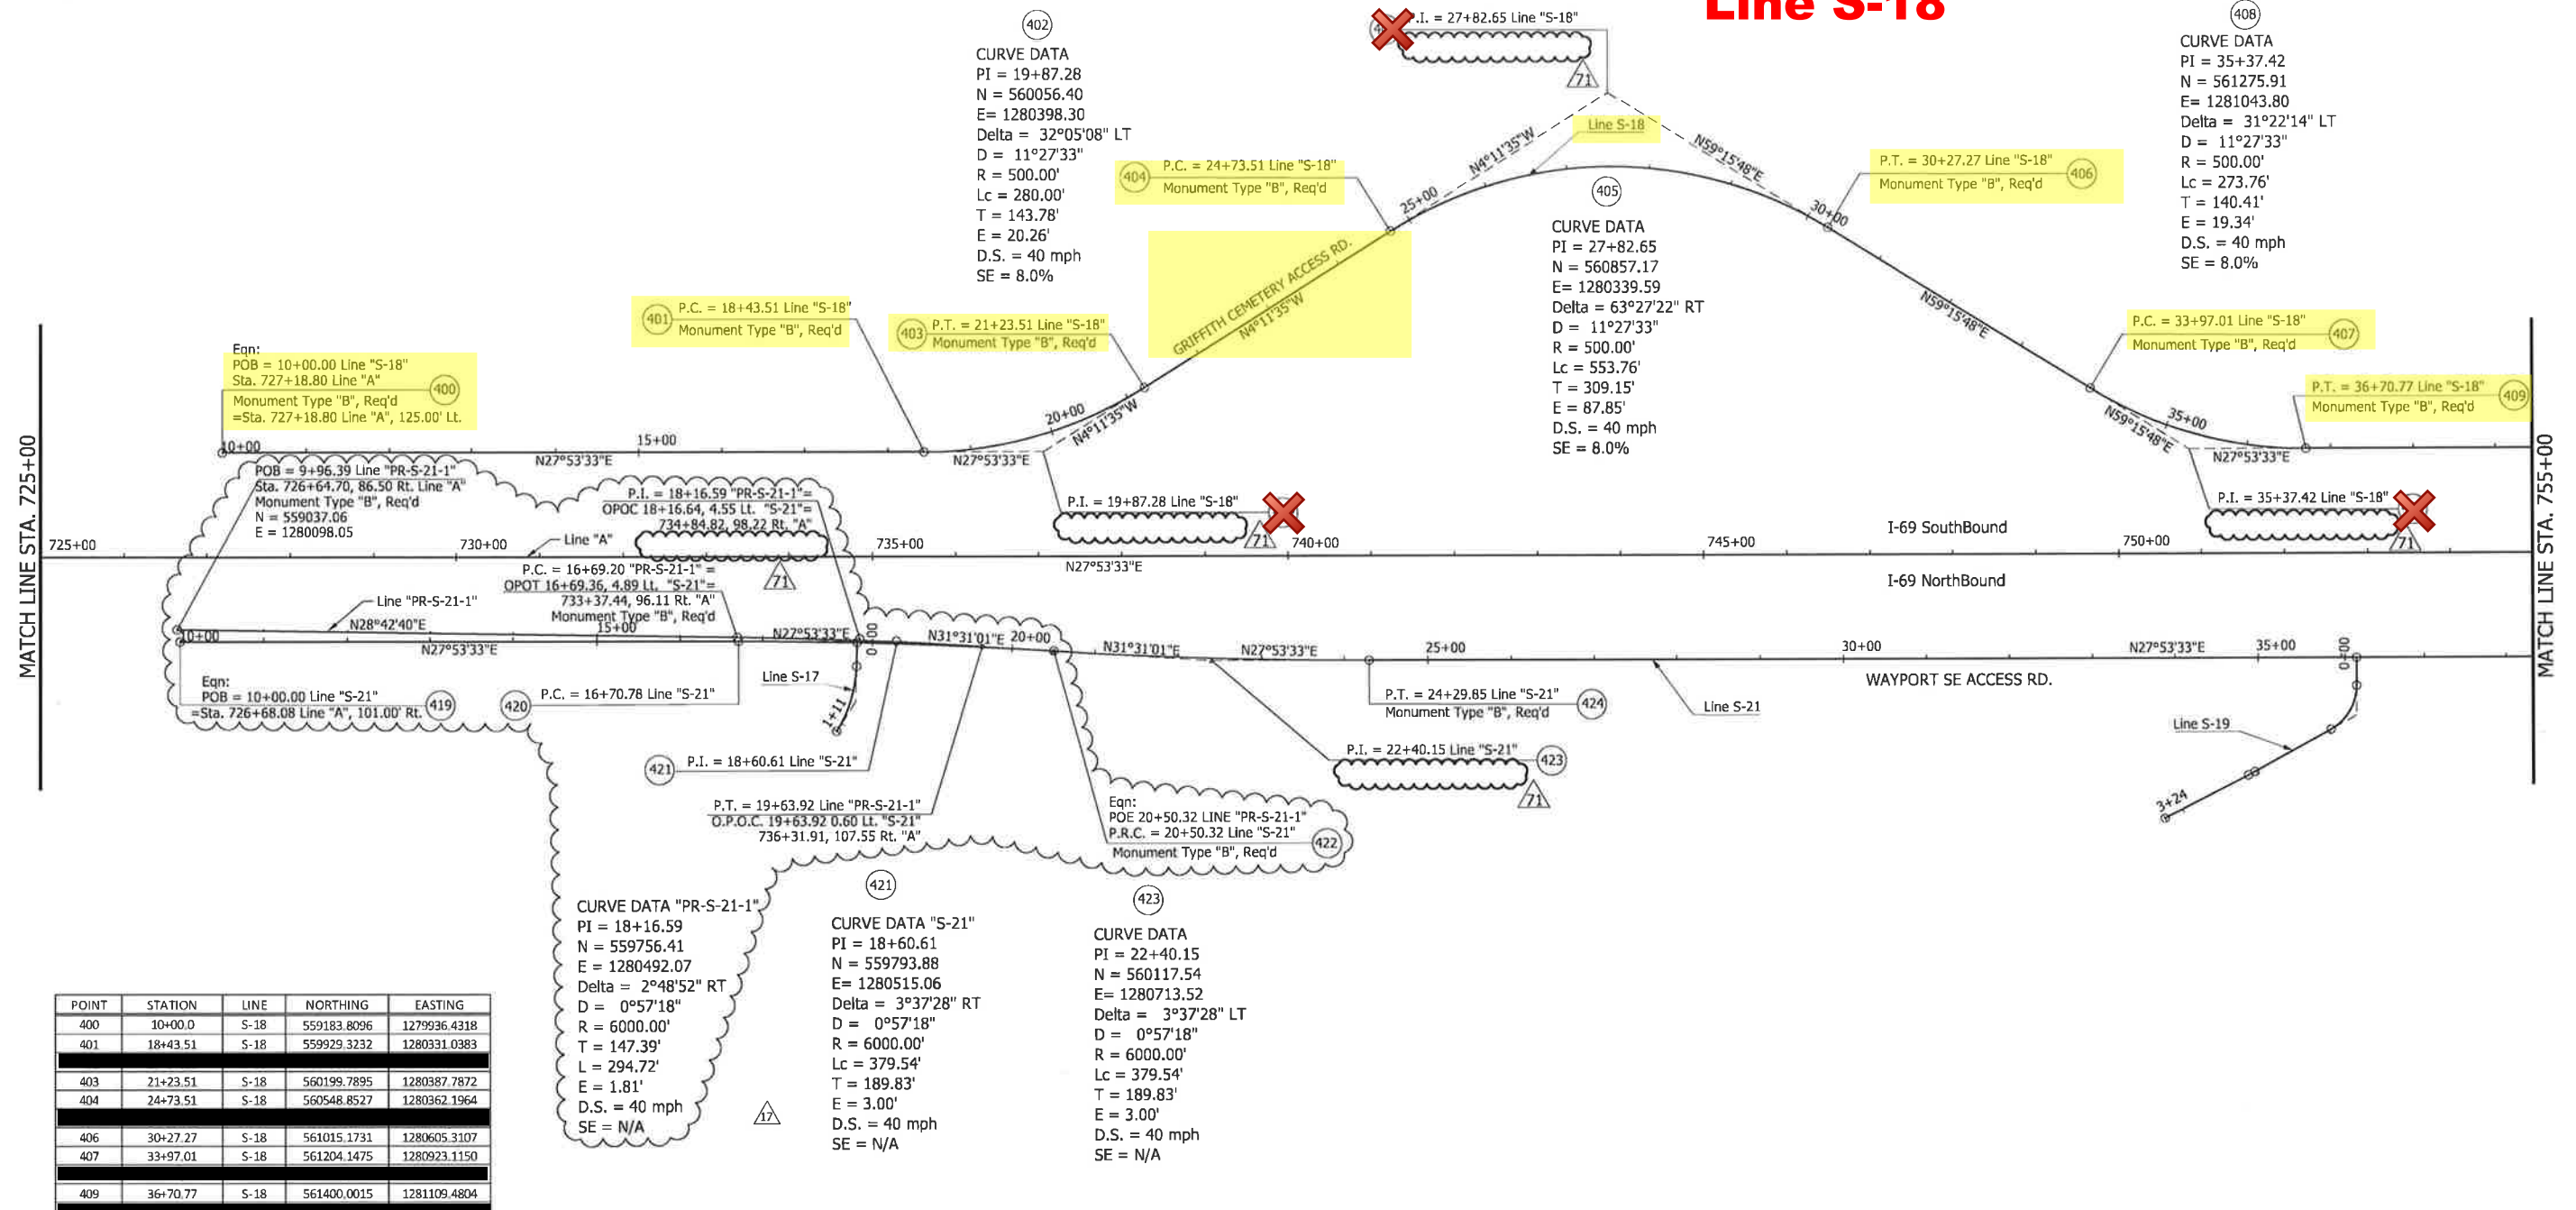 Line S-18
402
CURVE DATA
PI = 19+87.28
N = 560056.40
E= 1280398.30
Delta = 32°05'08" LT
D = 11°27'33"
R = 500.00'
Lc = 280.00'
T = 143.78'
E = 20.26'
D.S. = 40 mph
SE = 8.0%
P.I. = 27+82.65 Line "S-18"
71
408
CURVE DATA
PI = 35+37.42
N = 561275.91
E= 1281043.80
Delta = 31°22'14" LT
D = 11°27'33"
R = 500.00'
Lc = 273.76'
T = 140.41'
E = 19.34'
D.S. = 40 mph
SE = 8.0%
Line S-18
N4°11'35"W
N59°15'48"E
404
P.C. = 24+73.51 Line "S-18"
Monument Type "B", Req'd
25+00
405
CURVE DATA
PI = 27+82.65
N = 560857.17
E= 1280339.59
Delta = 63°27'22" RT
D = 11°27'33"
R = 500.00'
Lc = 553.76'
T = 309.15'
E = 87.85'
D.S. = 40 mph
SE = 8.0%
30+00
P.T. = 30+27.27 Line "S-18"
Monument Type "B", Req'd
406
GRIFFITH CEMETERY ACCESS RD.
N4°11'35"W
N59°15'48"E
401
P.C. = 18+43.51 Line "S-18"
Monument Type "B", Req'd
403
P.T. = 21+23.51 Line "S-18"
Monument Type "B", Req'd
P.C. = 33+97.01 Line "S-18"
Monument Type "B", Req'd
407
Eqn:
POB = 10+00.00 Line "S-18"
Sta. 727+18.80 Line "A"
400
Monument Type "B", Req'd
=Sta. 727+18.80 Line "A", 125.00' Lt.
P.T. = 36+70.77 Line "S-18"
Monument Type "B", Req'd
409
10+00
15+00
20+00
N4°11'35"W
N59°15'48"E
35+00
N27°53'33"E
N27°53'33"E
N27°53'33"E
MATCH LINE STA. 725+00
MATCH LINE STA. 755+00
POB = 9+96.39 Line "PR-S-21-1"
Sta. 726+64.70, 86.50 Rt. Line "A"
Monument Type "B", Req'd
N = 559037.06
E = 1280098.05
P.I. = 18+16.59 "PR-S-21-1"=
OPOC 18+16.64, 4.55 Lt. "S-21"=
734+84.82, 98.22 Rt. "A"
P.I. = 19+87.28 Line "S-18"
71
P.I. = 35+37.42 Line "S-18"
71
725+00
730+00
Line "A"
735+00
740+00
745+00
750+00
I-69 SouthBound
N27°53'33"E
I-69 NorthBound
71
P.C. = 16+69.20 "PR-S-21-1" =
OPOT 16+69.36, 4.89 Lt. "S-21"=
733+37.44, 96.11 Rt. "A"
Monument Type "B", Req'd
Line "PR-S-21-1"
N28°42'40"E
10+00
15+00
N27°53'33"E
N27°53'33"E
0+00
N31°31'01"E
20+00
N31°31'01"E
N27°53'33"E
25+00
30+00
N27°53'33"E
35+00
0+00
WAYPORT SE ACCESS RD.
Eqn:
POB = 10+00.00 Line "S-21"
=Sta. 726+68.08 Line "A", 101.00' Rt.
419
420
P.C. = 16+70.78 Line "S-21"
Line S-17
1+11
P.T. = 24+29.85 Line "S-21"
Monument Type "B", Req'd
424
Line S-21
Line S-19
3+24
421
P.I. = 18+60.61 Line "S-21"
P.I. = 22+40.15 Line "S-21"
423
71
P.T. = 19+63.92 Line "PR-S-21-1"
O.P.O.C. 19+63.92 0.60 Lt. "S-21"
736+31.91, 107.55 Rt. "A"
Eqn:
POE 20+50.32 LINE "PR-S-21-1"
P.R.C. = 20+50.32 Line "S-21"
Monument Type "B", Req'd
422
CURVE DATA "PR-S-21-1"
PI = 18+16.59
N = 559756.41
E = 1280492.07
Delta = 2°48'52" RT
D = 0°57'18"
R = 6000.00'
T = 147.39'
L = 294.72'
E = 1.81'
D.S. = 40 mph
SE = N/A
17
421
CURVE DATA "S-21"
PI = 18+60.61
N = 559793.88
E= 1280515.06
Delta = 3°37'28" RT
D = 0°57'18"
R = 6000.00'
Lc = 379.54'
T = 189.83'
E = 3.00'
D.S. = 40 mph
SE = N/A
423
CURVE DATA
PI = 22+40.15
N = 560117.54
E= 1280713.52
Delta = 3°37'28" LT
D = 0°57'18"
R = 6000.00'
Lc = 379.54'
T = 189.83'
E = 3.00'
D.S. = 40 mph
SE = N/A
POINT STATION LINE NORTHING EASTING
400 10+00.0 S-18 559183.8096 1279936.4318
401 18+43.51 S-18 559929.3232 1280331.0383
403 21+23.51 S-18 560199.7895 1280387.7872
404 24+73.51 S-18 560548.8527 1280362.1964
406 30+27.27 S-18 561015.1731 1280605.3107
407 33+97.01 S-18 561204.1475 1280923.1150
409 36+70.77 S-18 561400.0015 1281109.4804